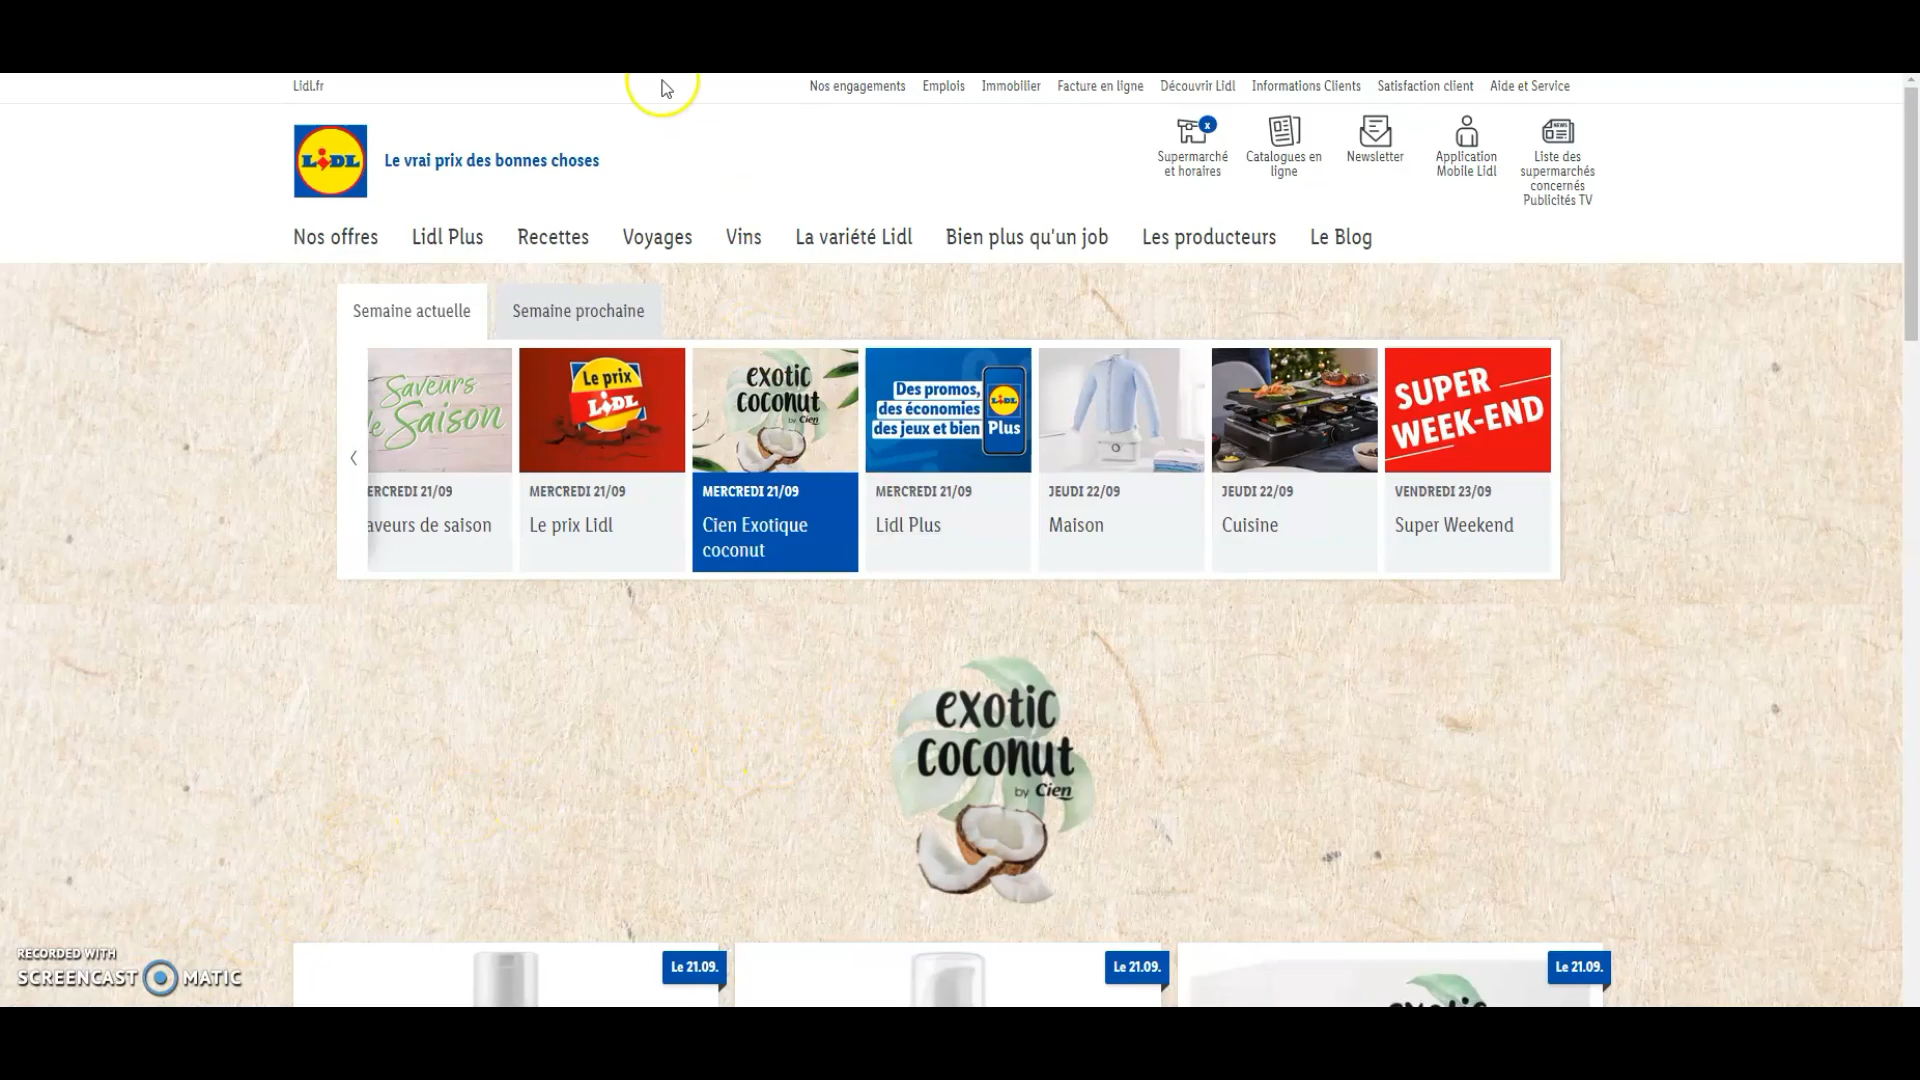 Lidl.fr
Nos engagements Emplois Immobilier Facture en ligne Découvrir Lidl Informations Clients Satisfaction client Aide et Service
LIDL
Le vrai prix des bonnes choses
x
Supermarché
et horaires
Catalogues en
ligne
Newsletter
Application
Mobile Lidl
NEWS
Liste des
supermarchés
concernés
Publicités TV
Nos offres Lidl Plus Recettes Voyages Vins La variété Lidl Bien plus qu'un job Les producteurs Le Blog
Semaine actuelle Semaine prochaine
Saveurs
de Saison
ERCREDI 21/09
aveurs de saison
Le prix
LIDL
MERCREDI 21/09
Le prix Lidl
exotic
coconut
by Cien
MERCREDI 21/09
Cien Exotique
coconut
Des promos,
des économies
des jeux et bien
LIDL
Plus
MERCREDI 21/09
Lidl Plus
JEUDI 22/09
Maison
JEUDI 22/09
Cuisine
SUPER
WEEK-END
VENDREDI 23/09
Super Weekend
exotic
coconut
by Cien
Le 21.09.
Le 21.09.
Le 21.09.
exotic
RECORDED WITH
SCREENCAST MATIC